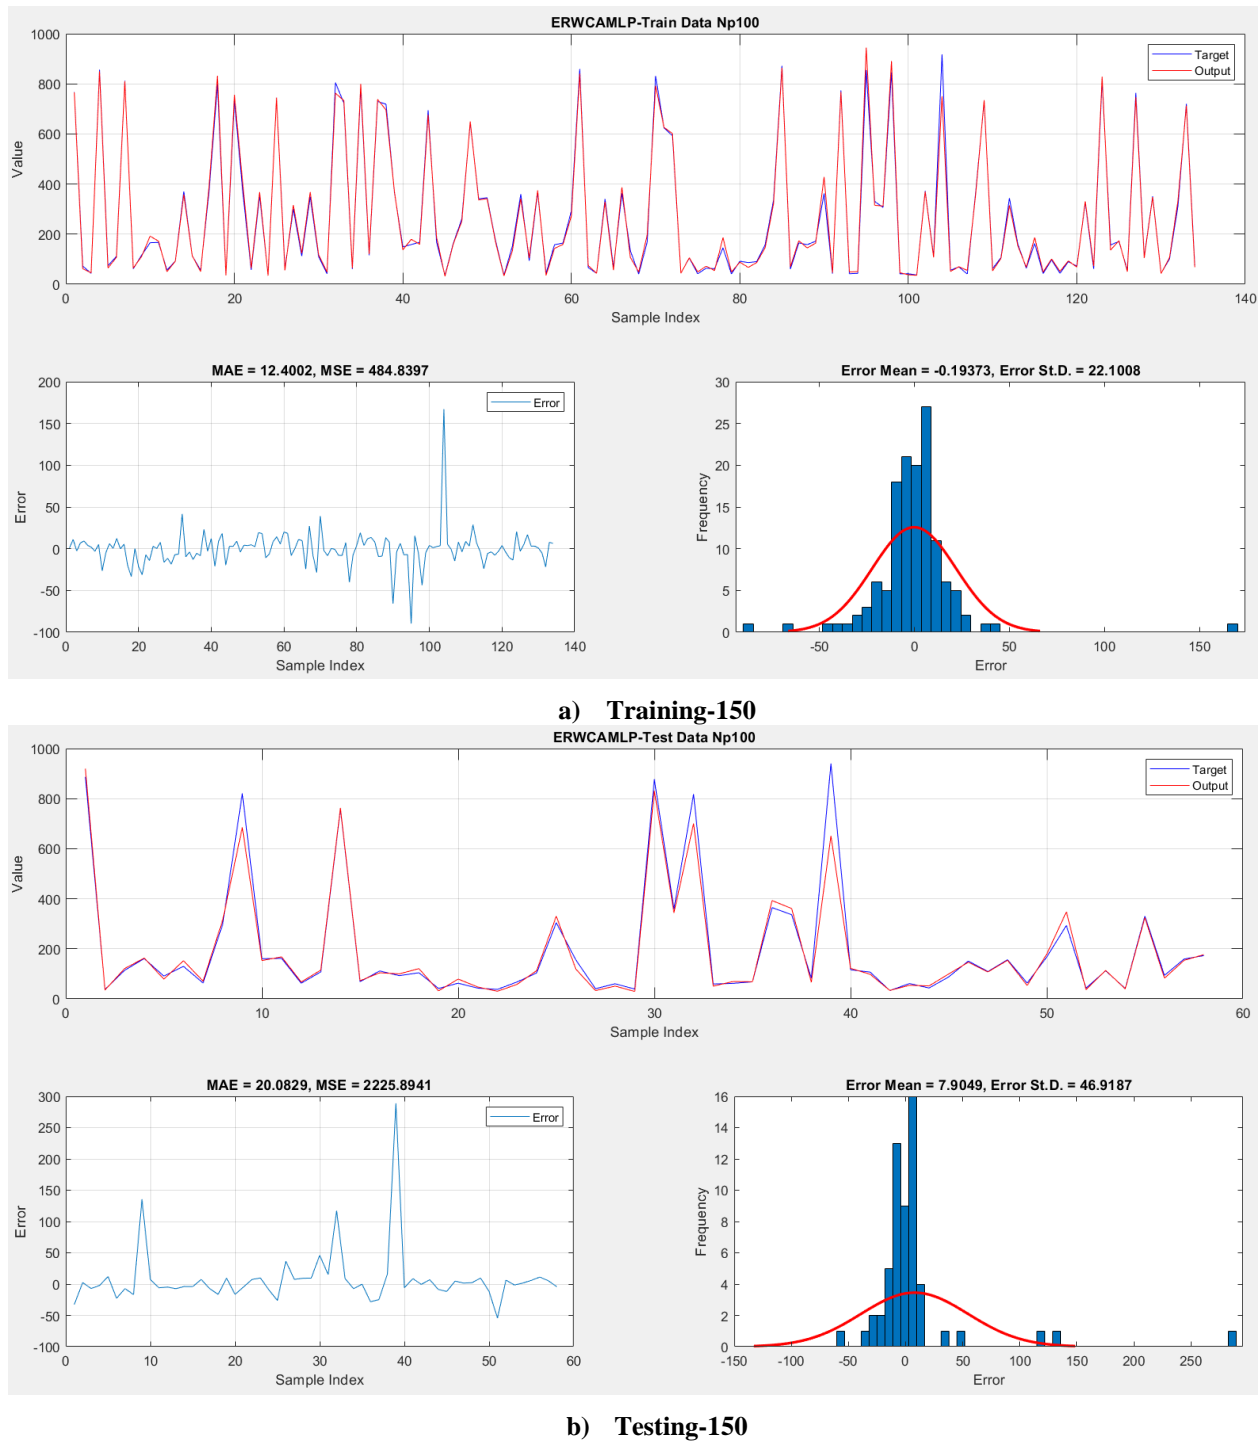 ERWCAMLP-Train Data Np100
1000
800
600
400
200
0
Value
Target
Output
0 20 40 60 80 100 120 140
Sample Index
MAE = 12.4002, MSE = 484.8397
200
150
100
50
0
-50
-100
Error
Error
0 20 40 60 80 100 120 140
Sample Index
Error Mean = -0.19373, Error St.D. = 22.1008
30
25
20
15
10
5
0
Frequency
-50 0 50 100 150
Error
a) Training-150
ERWCAMLP-Test Data Np100
1000
800
600
400
200
0
Value
Target
Output
0 10 20 30 40 50 60
Sample Index
MAE = 20.0829, MSE = 2225.8941
300
250
200
150
100
50
0
-50
-100
Error
Error
0 10 20 30 40 50 60
Sample Index
Error Mean = 7.9049, Error St.D. = 46.9187
16
14
12
10
8
6
4
2
0
Frequency
-150 -100 -50 0 50 100 150 200 250
Error
b) Testing-150